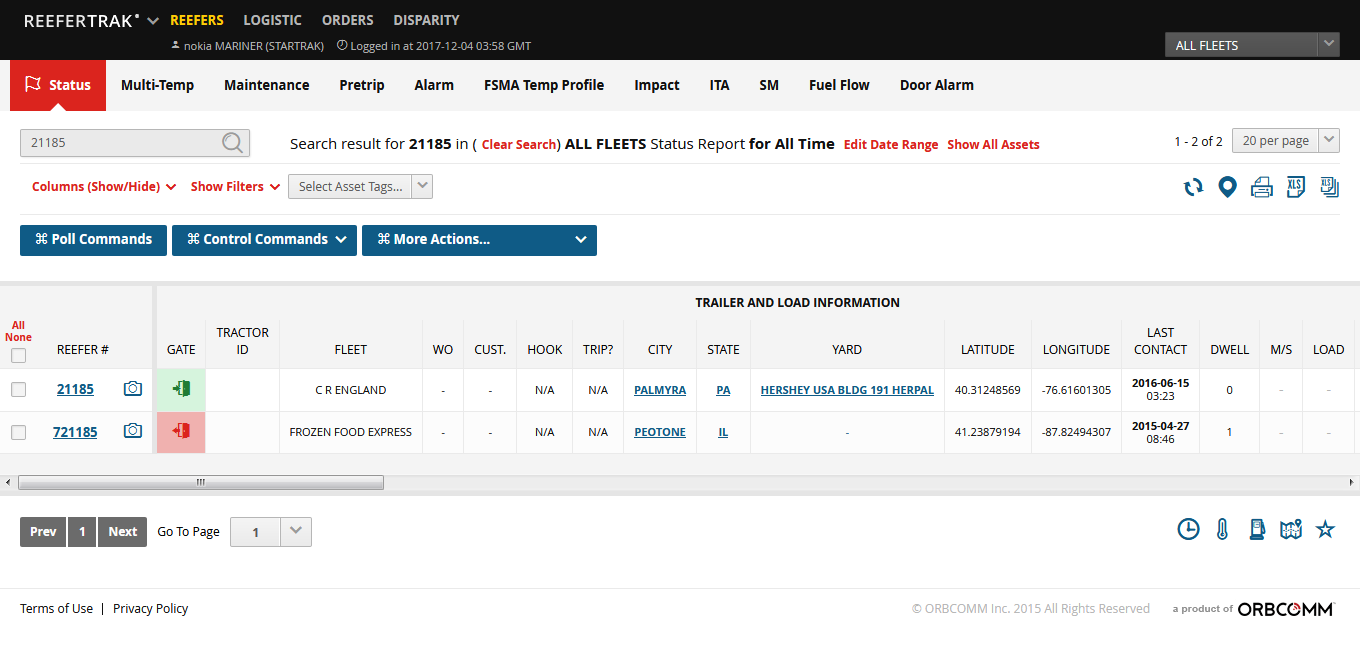 REEFERTRAK REEFERS LOGISTIC ORDERS DISPARITY
nokia MARINER (STARTRAK) Logged in at 2017-12-04 03:58 GMT
ALL FLEETS
Status Multi-Temp Maintenance Pretrip Alarm FSMA Temp Profile Impact ITA SM Fuel Flow Door Alarm
21185 Search result for 21185 in ( Clear Search) ALL FLEETS Status Report for All Time Edit Date Range Show All Assets 1 - 2 of 2 20 per page
Columns (Show/Hide) Show Filters Select Asset Tags... XLS XLS
⌘ Poll Commands ⌘ Control Commands ⌘ More Actions...
TRAILER AND LOAD INFORMATION
All
None
REEFER # GATE TRACTOR ID FLEET WO CUST. HOOK TRIP? CITY STATE YARD LATITUDE LONGITUDE LAST CONTACT DWELL M/S LOAD
21185 C R ENGLAND - - N/A N/A PALMYRA PA HERSHEY USA BLDG 191 HERPAL 40.31248569 -76.61601305 2016-06-15 03:23 0 - -
721185 FROZEN FOOD EXPRESS - - N/A N/A PEOTONE IL - 41.23879194 -87.82494307 2015-04-27 08:46 1 - -
Prev 1 Next Go To Page 1
Terms of Use | Privacy Policy © ORBCOMM Inc. 2015 All Rights Reserved a product of ORBCOMM